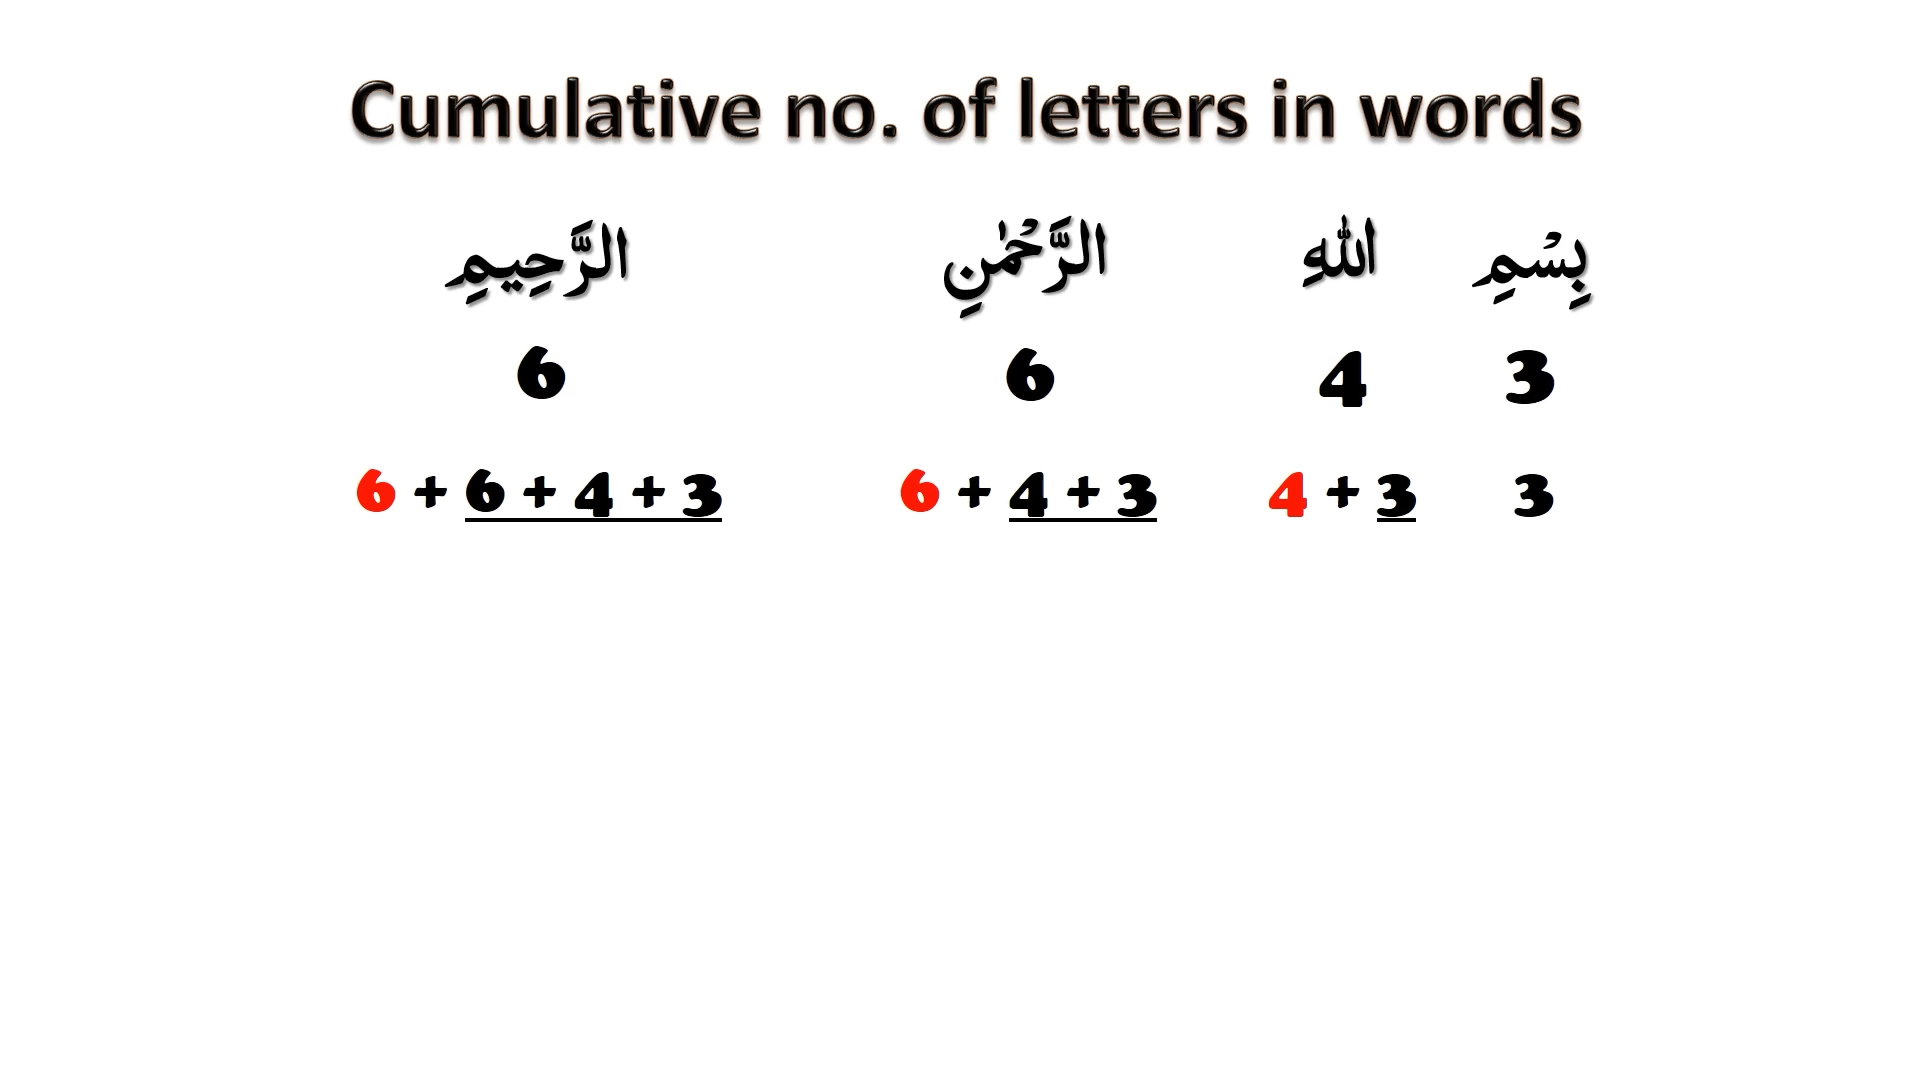 Cumulative no. of letters in words
بِسْمِ اللّٰهِ الرَّحْمٰنِ الرَّحِيمِ
3 4 6 6
3 4 + 3 6 + 4 + 3 6 + 6 + 4 + 3